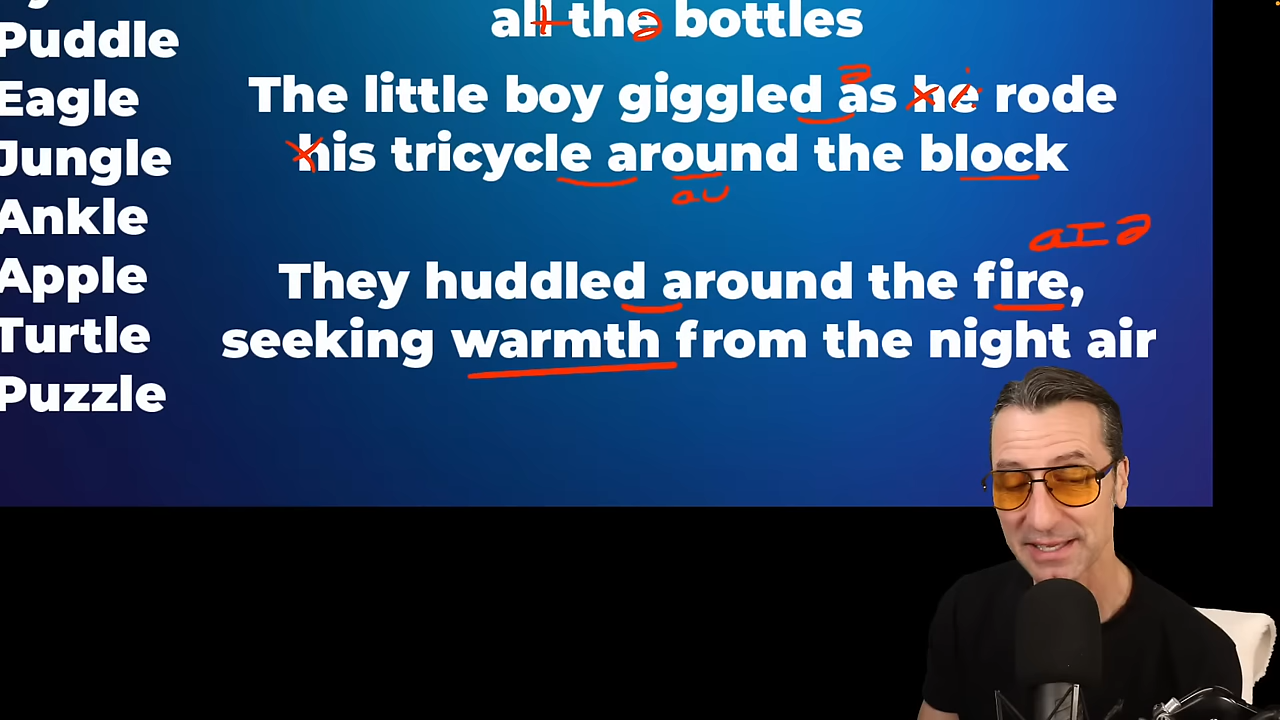 Puddle
Eagle
Jungle
Ankle
Apple
Turtle
Puzzle
all the bottles
The little boy giggled as he rode
his tricycle around the block
They huddled around the fire,
seeking warmth from the night air